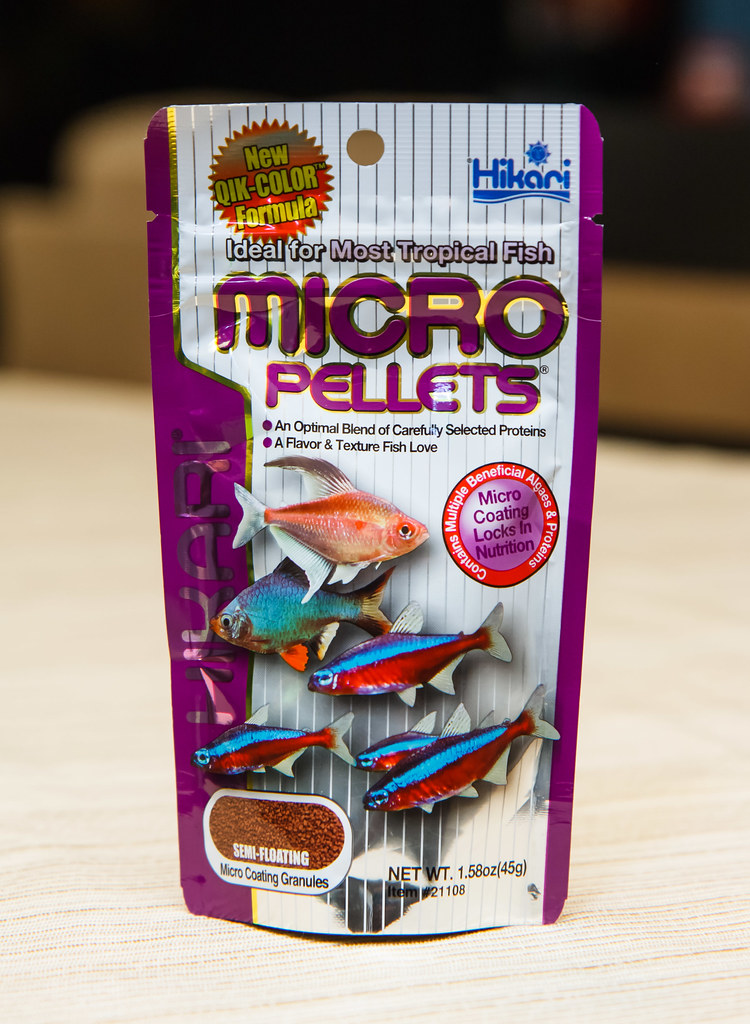 New
QIK-COLOR™
Formula
Hikari
Ideal for Most Tropical Fish
MICRO
PELLETS®
An Optimal Blend of Carefully Selected Proteins
A Flavor & Texture Fish Love
Contains Multiple Beneficial Algaes & Proteins
Micro
Coating
Locks In
Nutrition
HIKARI®
SEMI-FLOATING
Micro Coating Granules
NET WT. 1.58oz(45g)
Item #21108